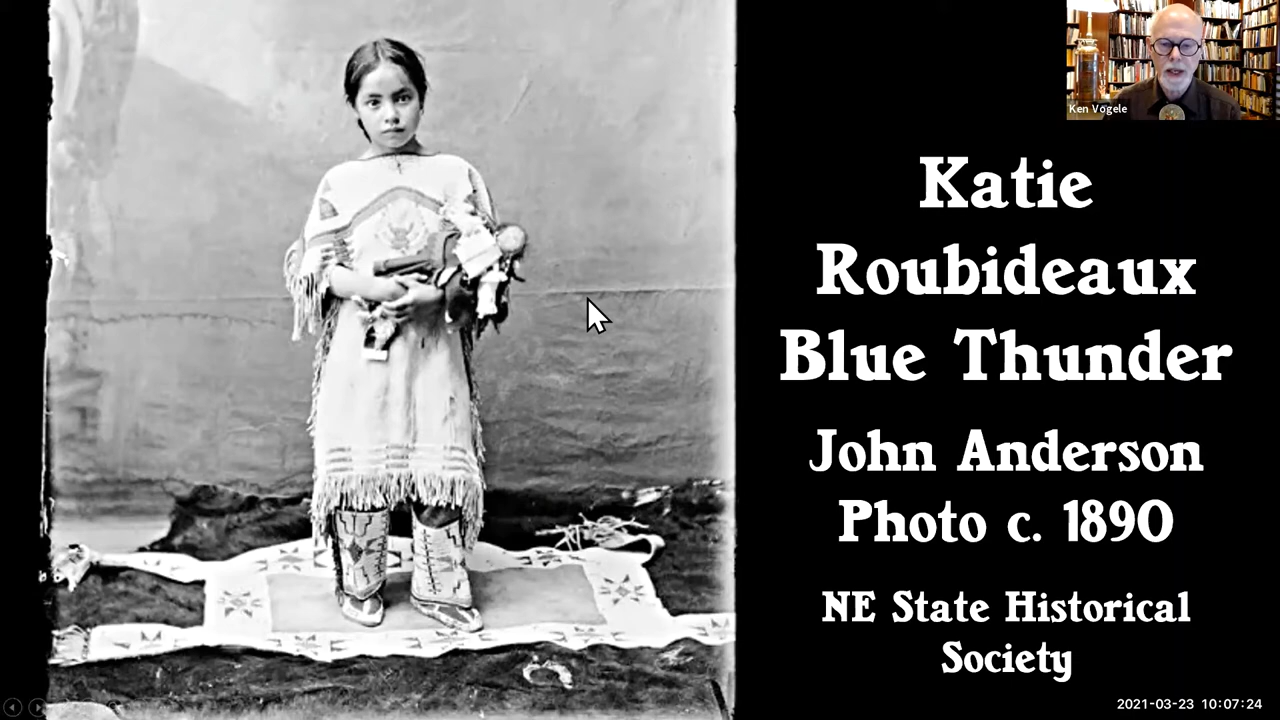 Ken Vogele
Katie
Roubideaux
Blue Thunder
John Anderson
Photo c. 1890
NE State Historical
Society
2021-03-23 10:07:24